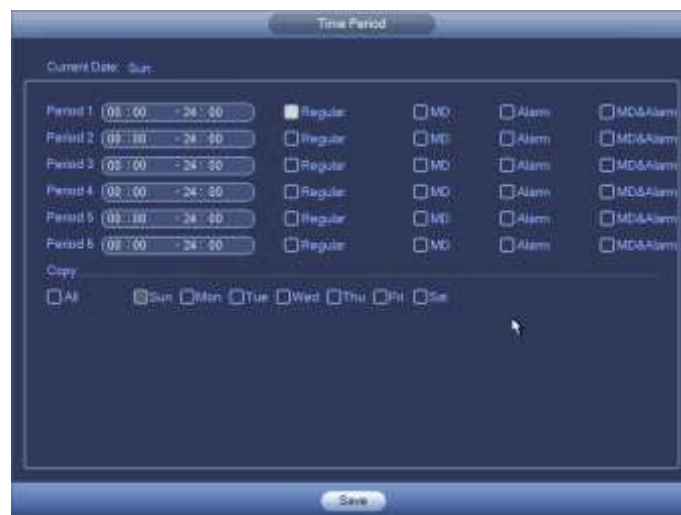 Time Period
Current Date: Sun
Period 1 00 : 00 - 24 : 00 Regular MD Alarm MD&Alarm
Period 2 00 : 00 - 24 : 00 Regular MD Alarm MD&Alarm
Period 3 00 : 00 - 24 : 00 Regular MD Alarm MD&Alarm
Period 4 00 : 00 - 24 : 00 Regular MD Alarm MD&Alarm
Period 5 00 : 00 - 24 : 00 Regular MD Alarm MD&Alarm
Period 6 00 : 00 - 24 : 00 Regular MD Alarm MD&Alarm
Copy
All Sun Mon Tue Wed Thu Fri Sat
Save